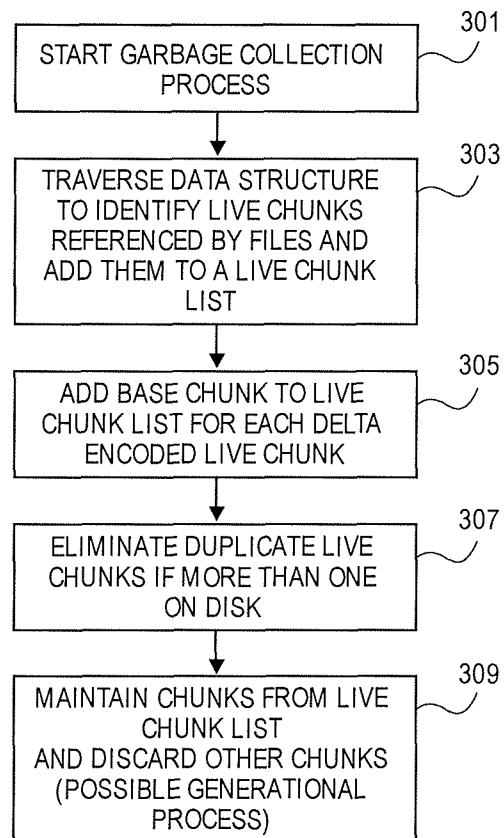 301
START GARBAGE COLLECTION
PROCESS
303
TRAVERSE DATA STRUCTURE
TO IDENTIFY LIVE CHUNKS
REFERENCED BY FILES AND
ADD THEM TO A LIVE CHUNK
LIST
305
ADD BASE CHUNK TO LIVE
CHUNK LIST FOR EACH DELTA
ENCODED LIVE CHUNK
307
ELIMINATE DUPLICATE LIVE
CHUNKS IF MORE THAN ONE
ON DISK
309
MAINTAIN CHUNKS FROM LIVE
CHUNK LIST
AND DISCARD OTHER CHUNKS
(POSSIBLE GENERATIONAL
PROCESS)